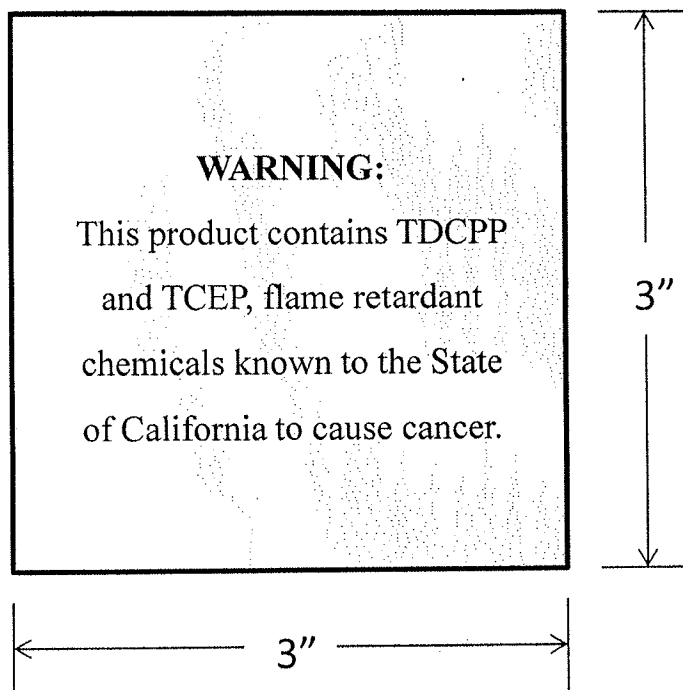 WARNING:
This product contains TDCPP
and TCEP, flame retardant
chemicals known to the State
of California to cause cancer.
3"
3"